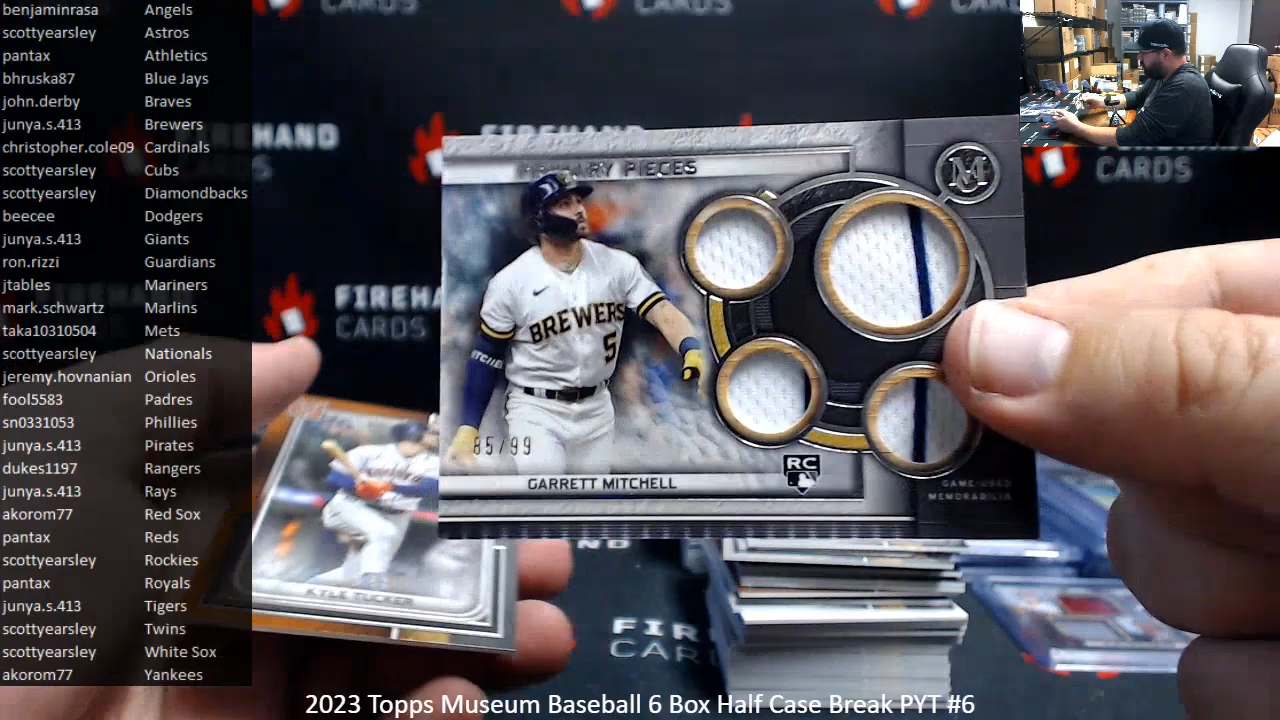 benjaminrasa Angels
scottyearsley Astros
pantax Athletics
bhruska87 Blue Jays
john.derby Braves
junya.s.413 Brewers
christopher.cole09 Cardinals
scottyearsley Cubs
scottyearsley Diamondbacks
beecee Dodgers
junya.s.413 Giants
ron.rizzi Guardians
jtables Mariners
mark.schwartz Marlins
taka10310504 Mets
scottyearsley Nationals
jeremy.hovnanian Orioles
fool5583 Padres
sn0331053 Phillies
junya.s.413 Pirates
dukes1197 Rangers
junya.s.413 Rays
akorom77 Red Sox
pantax Reds
scottyearsley Rockies
pantax Royals
junya.s.413 Tigers
scottyearsley Twins
scottyearsley White Sox
akorom77 Yankees
CARDS
FIREHAND
CARDS
CARDS
PIECES
M
BREWERS
5
85/99
GARRETT MITCHELL
RC
GAME-USED
MEMORABILIA
KYLE TUCKER
2023 Topps Museum Baseball 6 Box Half Case Break PYT #6